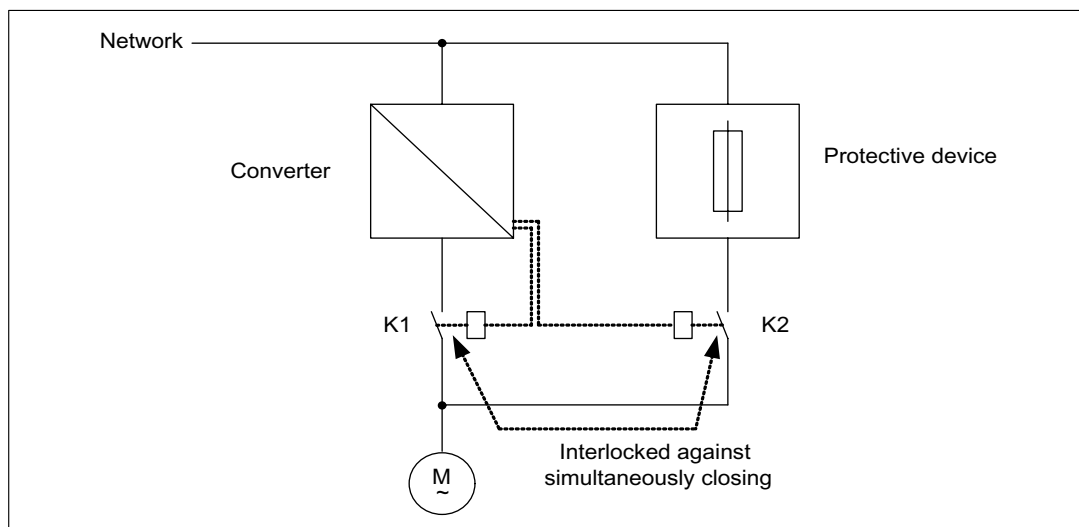 Network
Converter
Protective device
K1
K2
Interlocked against
simultaneously closing
M
~